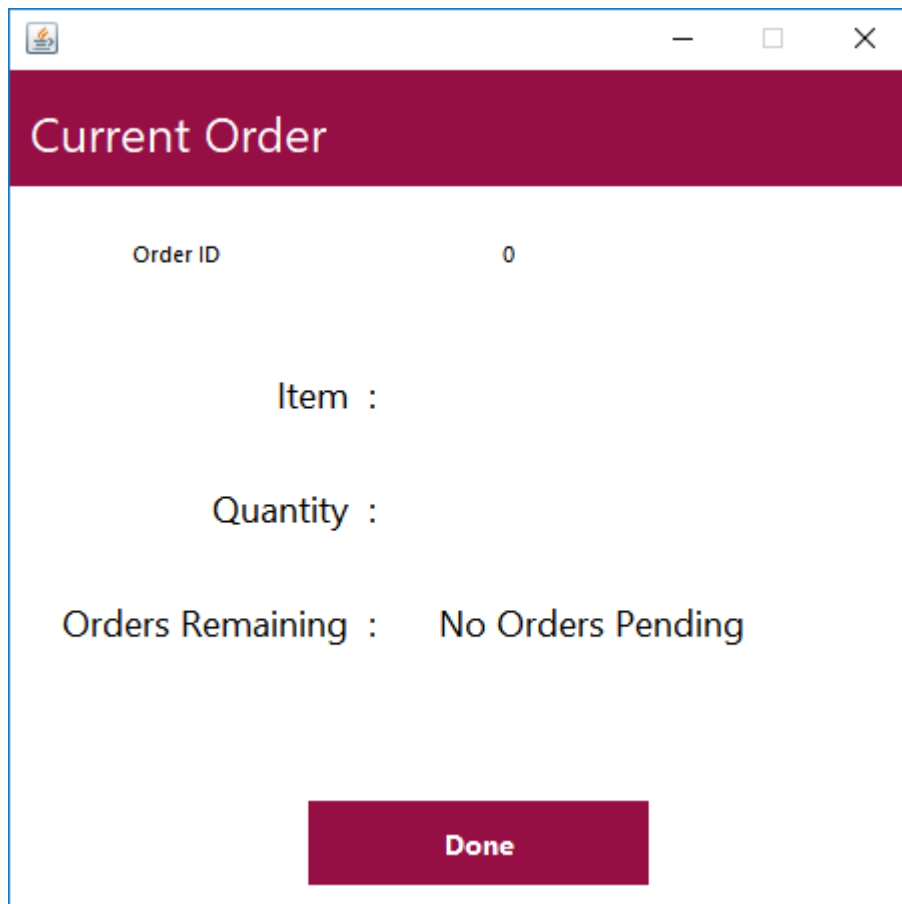 Current Order
Order ID 0
Item :
Quantity :
Orders Remaining : No Orders Pending
Done